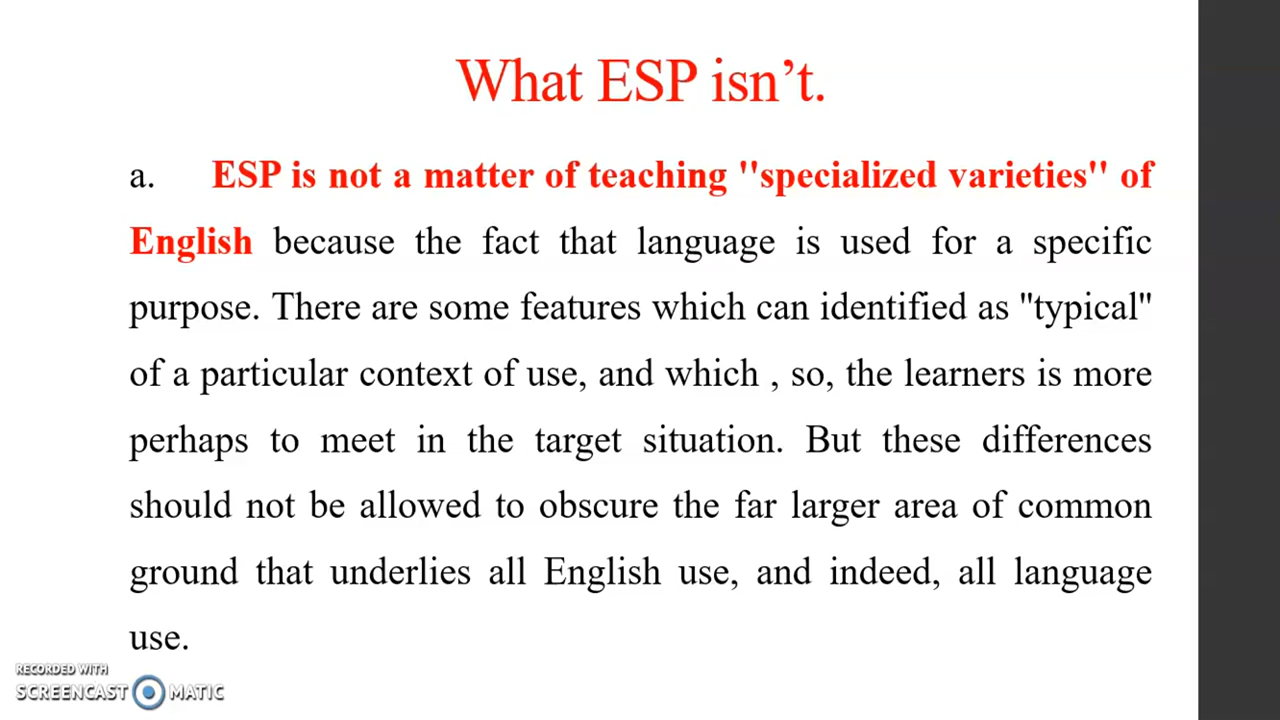 What ESP isn’t.
a. ESP is not a matter of teaching "specialized varieties" of
English because the fact that language is used for a specific
purpose. There are some features which can identified as "typical"
of a particular context of use, and which , so, the learners is more
perhaps to meet in the target situation. But these differences
should not be allowed to obscure the far larger area of common
ground that underlies all English use, and indeed, all language
use.
RECORDED WITH
SCREENCAST MATIC